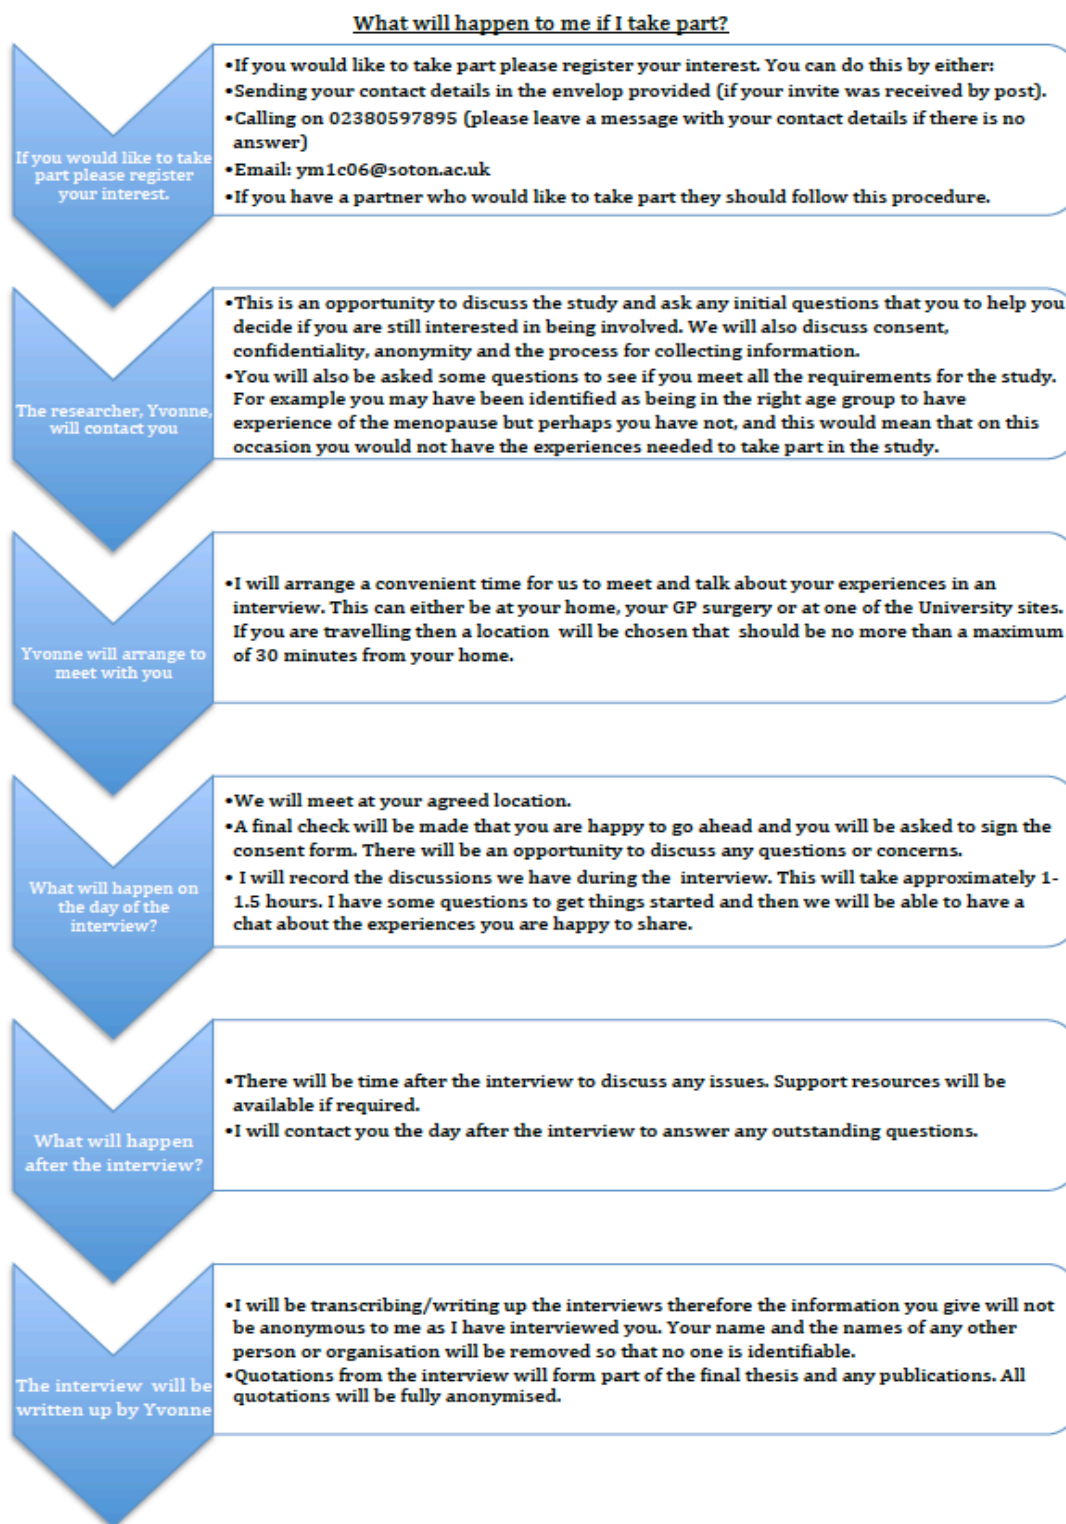 What will happen to me if I take part?
If you would like to take
part please register
your interest.
•If you would like to take part please register your interest. You can do this by either:
•Sending your contact details in the envelop provided (if your invite was received by post).
•Calling on 02380597895 (please leave a message with your contact details if there is no
answer)
•Email: ym1c06@soton.ac.uk
•If you have a partner who would like to take part they should follow this procedure.
The researcher, Yvonne,
will contact you
•This is an opportunity to discuss the study and ask any initial questions that you to help you
decide if you are still interested in being involved. We will also discuss consent,
confidentiality, anonymity and the process for collecting information.
•You will also be asked some questions to see if you meet all the requirements for the study.
For example you may have been identified as being in the right age group to have
experience of the menopause but perhaps you have not, and this would mean that on this
occasion you would not have the experiences needed to take part in the study.
Yvonne will arrange to
meet with you
•I will arrange a convenient time for us to meet and talk about your experiences in an
interview. This can either be at your home, your GP surgery or at one of the University sites.
If you are travelling then a location will be chosen that should be no more than a maximum
of 30 minutes from your home.
What will happen on
the day of the
interview?
•We will meet at your agreed location.
•A final check will be made that you are happy to go ahead and you will be asked to sign the
consent form. There will be an opportunity to discuss any questions or concerns.
• I will record the discussions we have during the interview. This will take approximately 1-
1.5 hours. I have some questions to get things started and then we will be able to have a
chat about the experiences you are happy to share.
What will happen
after the interview?
•There will be time after the interview to discuss any issues. Support resources will be
available if required.
•I will contact you the day after the interview to answer any outstanding questions.
The interview will be
written up by Yvonne
•I will be transcribing/writing up the interviews therefore the information you give will not
be anonymous to me as I have interviewed you. Your name and the names of any other
person or organisation will be removed so that no one is identifiable.
•Quotations from the interview will form part of the final thesis and any publications. All
quotations will be fully anonymised.